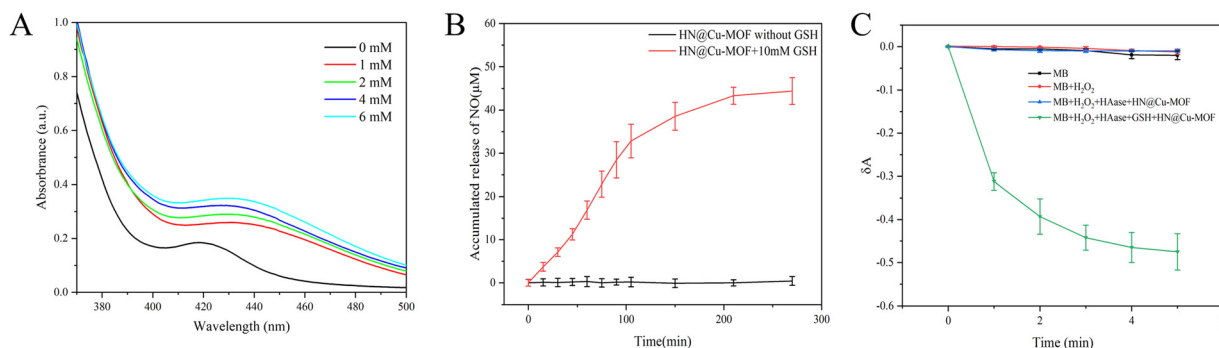 A
1.0
0.8
0.6
0.4
0.2
0.0
Absorbrance (a.u.)
0 mM
1 mM
2 mM
4 mM
6 mM
380
400
420
440
460
480
500
Wavelength (nm)
B
60
50
40
30
20
10
0
Accumulated release of NO(μM)
HN@Cu-MOF without GSH
HN@Cu-MOF+10mM GSH
0
100
200
300
Time(min)
C
0.0
-0.1
-0.2
-0.3
-0.4
-0.5
-0.6
δA
MB
MB+H₂O₂
MB+H₂O₂+HAase+HN@Cu-MOF
MB+H₂O₂+HAase+GSH+HN@Cu-MOF
0
2
4
Time (min)